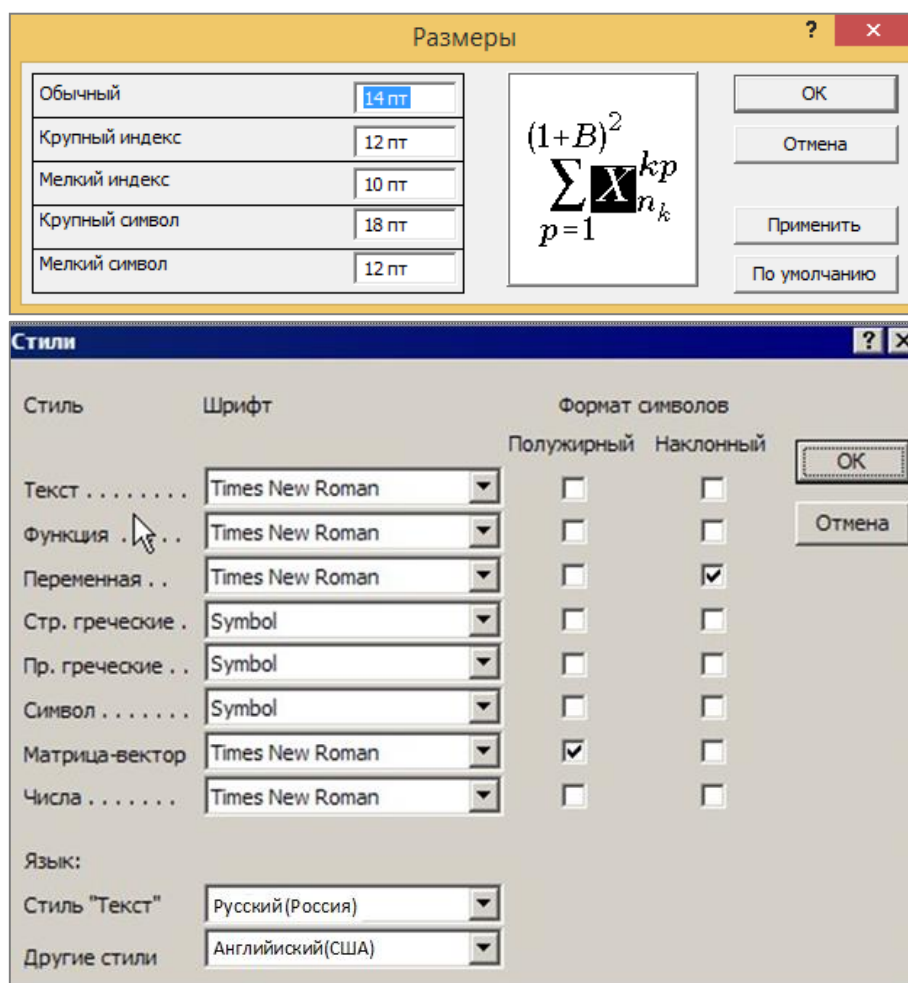 Размеры ? ×
Обычный 14 пт
Крупный индекс 12 пт
Мелкий индекс 10 пт
Крупный символ 18 пт
Мелкий символ 12 пт
(1+B)^2
∑ X n_k^{kp}
p=1
OK
Отмена
Применить
По умолчанию
Стили ? ×
Стиль Шрифт Формат символов
Полужирный Наклонный
OK
Отмена
Текст . . . . . . . . Times New Roman
Функция . . . . Times New Roman
Переменная . . Times New Roman
Стр. греческие . Symbol
Пр. греческие . . Symbol
Символ . . . . . . . Symbol
Матрица-вектор Times New Roman
Числа . . . . . . . Times New Roman
Язык:
Стиль "Текст" Русский(Россия)
Другие стили Английиский(США)